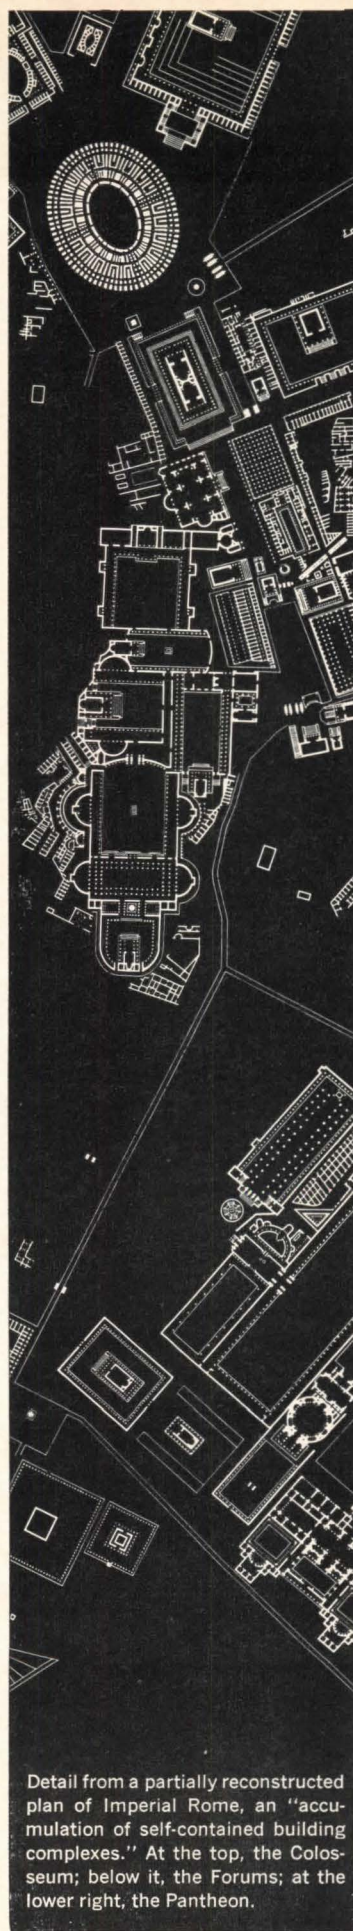 Detail from a partially reconstructed
plan of Imperial Rome, an "accu-
mulation of self-contained building
complexes." At the top, the Colos-
seum; below it, the Forums; at the
lower right, the Pantheon.